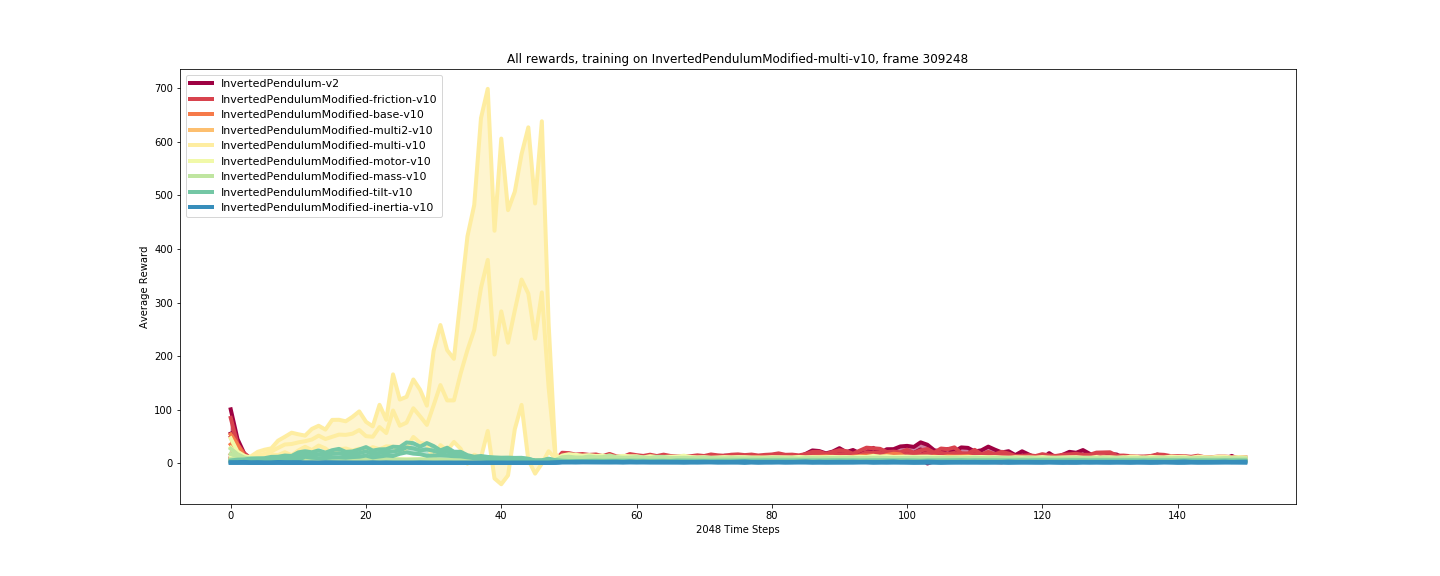 All rewards, training on InvertedPendulumModified-multi-v10, frame 309248
InvertedPendulum-v2
InvertedPendulumModified-friction-v10
InvertedPendulumModified-base-v10
InvertedPendulumModified-multi2-v10
InvertedPendulumModified-multi-v10
InvertedPendulumModified-motor-v10
InvertedPendulumModified-mass-v10
InvertedPendulumModified-tilt-v10
InvertedPendulumModified-inertia-v10
700
600
500
400
300
200
100
0
Average Reward
0 20 40 60 80 100 120 140
2048 Time Steps